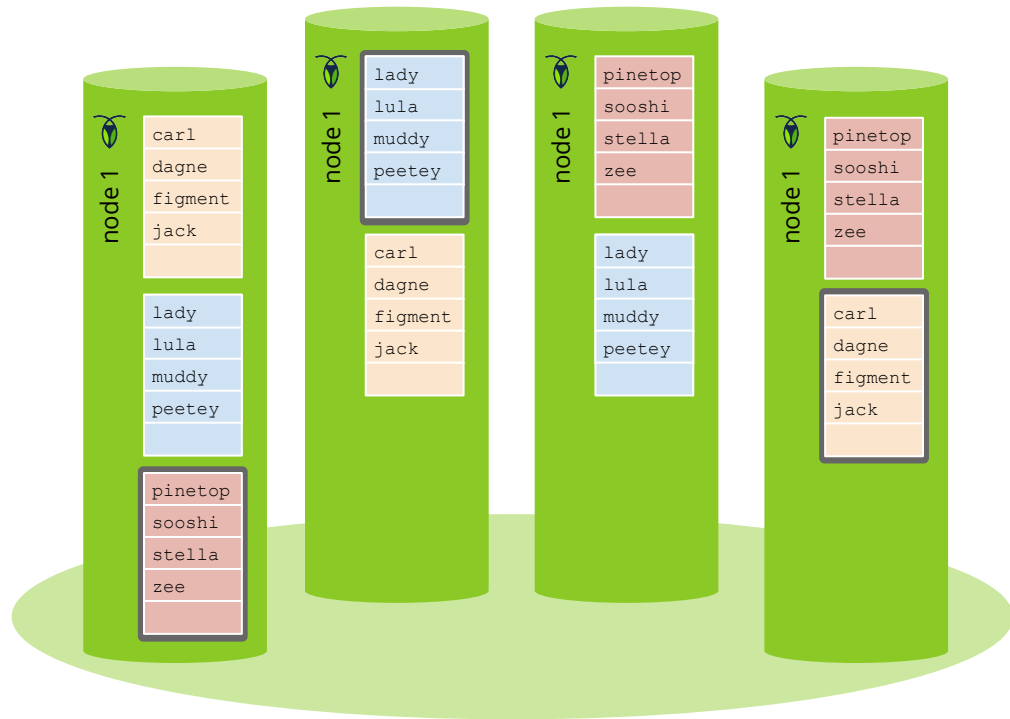 node 1
carl
dagne
figment
jack
lady
lula
muddy
peetey
pinetop
sooshi
stella
zee
node 1
lady
lula
muddy
peetey
carl
dagne
figment
jack
node 1
pinetop
sooshi
stella
zee
lady
lula
muddy
peetey
node 1
pinetop
sooshi
stella
zee
carl
dagne
figment
jack